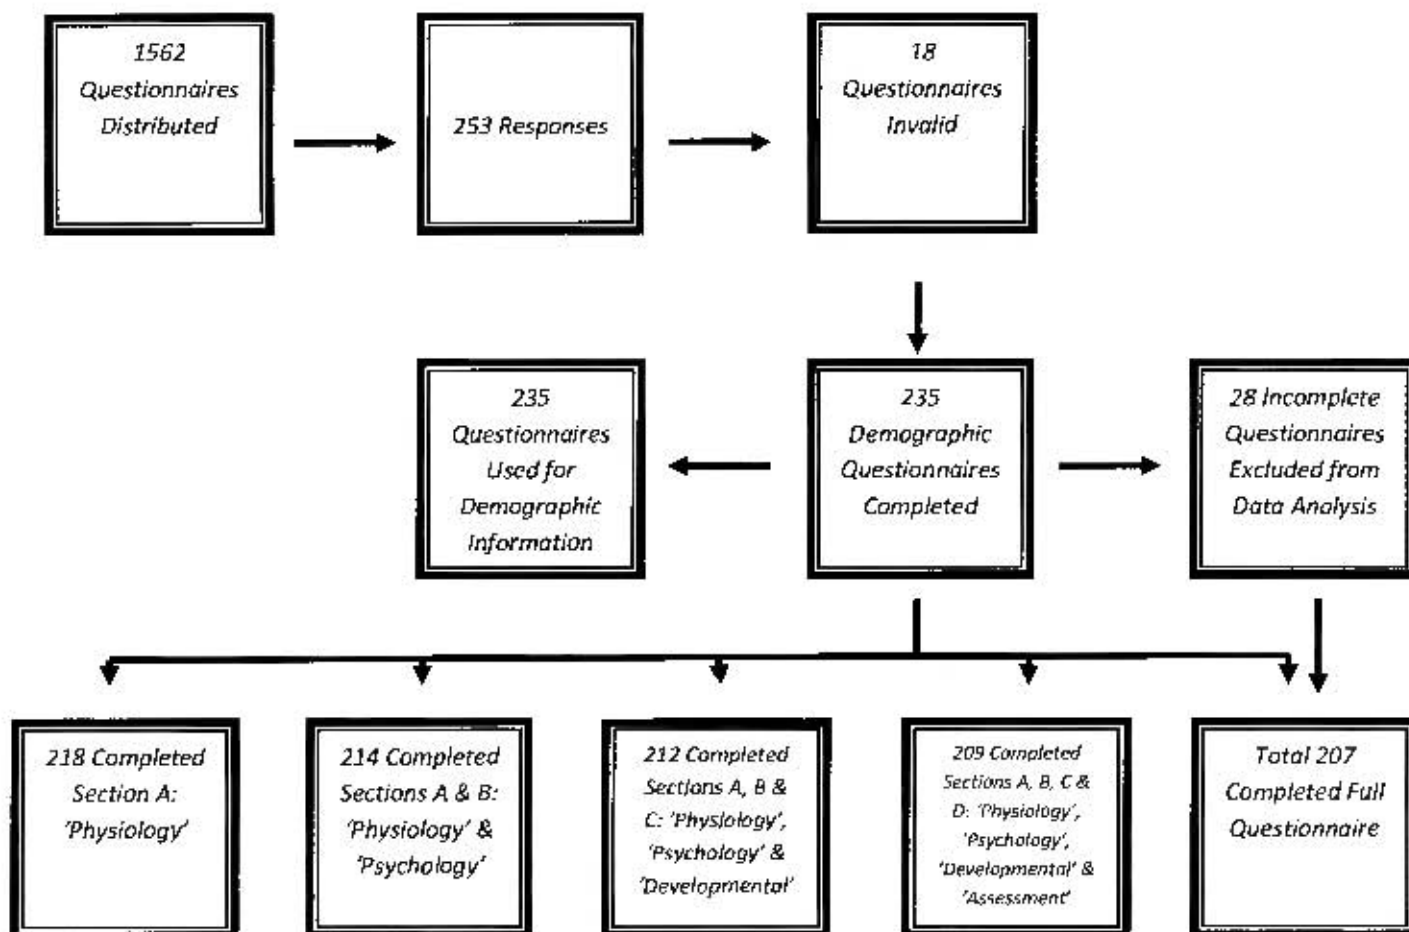 1562
Questionnaires
Distributed
253 Responses
18
Questionnaires
Invalid
235
Questionnaires
Used for
Demographic
Information
235
Demographic
Questionnaires
Completed
28 Incomplete
Questionnaires
Excluded from
Data Analysis
218 Completed
Section A:
'Physiology'
214 Completed
Sections A & B:
'Physiology' &
'Psychology'
212 Completed
Sections A, B &
C: 'Physiology',
'Psychology' &
'Developmental'
209 Completed
Sections A, B, C &
D: 'Physiology',
'Psychology',
'Developmental' &
'Assessment'
Total 207
Completed Full
Questionnaire